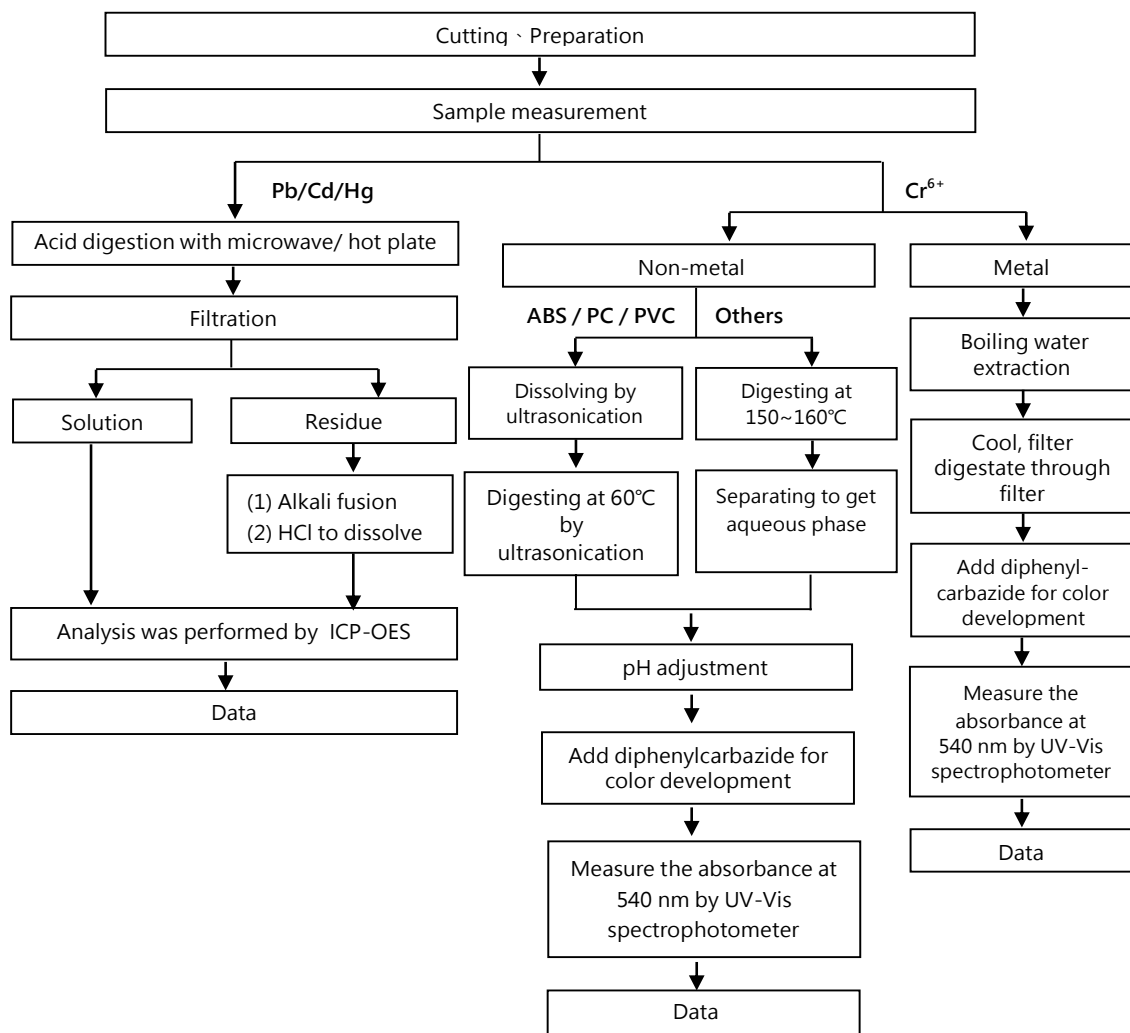 Cutting、Preparation
Sample measurement
Pb/Cd/Hg
Acid digestion with microwave/ hot plate
Filtration
Solution
Residue
(1) Alkali fusion
(2) HCl to dissolve
Analysis was performed by ICP-OES
Data
Cr⁶⁺
Non-metal
ABS / PC / PVC
Others
Dissolving by
ultrasonication
Digesting at 60℃
by
ultrasonication
Digesting at
150~160℃
Separating to get
aqueous phase
pH adjustment
Add diphenylcarbazide for
color development
Measure the absorbance at
540 nm by UV-Vis
spectrophotometer
Data
Metal
Boiling water
extraction
Cool, filter
digestate through
filter
Add diphenyl-
carbazide for color
development
Measure the
absorbance at
540 nm by UV-Vis
spectrophotometer
Data